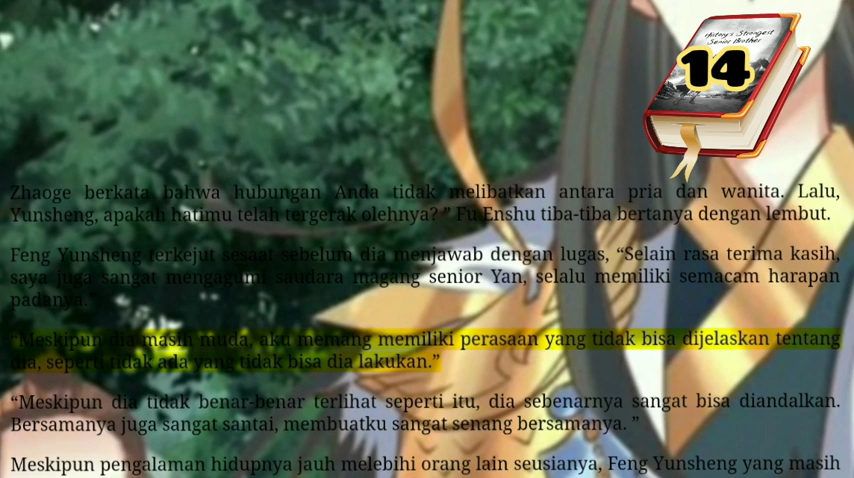 History's Strongest
Senior Brother
14
Zhaoge berkata bahwa hubungan Anda tidak melibatkan antara pria dan wanita. Lalu,
Yunsheng, apakah hatimu telah tergerak olehnya? ” Fu Enshu tiba-tiba bertanya dengan lembut.
Feng Yunsheng terkejut sesaat sebelum dia menjawab dengan lugas, “Selain rasa terima kasih,
saya juga sangat mengagumi saudara magang senior Yan, selalu memiliki semacam harapan
padanya.”
“Meskipun dia masih muda, aku memang memiliki perasaan yang tidak bisa dijelaskan tentang
dia, seperti tidak ada yang tidak bisa dia lakukan.”
“Meskipun dia tidak benar-benar terlihat seperti itu, dia sebenarnya sangat bisa diandalkan.
Bersamanya juga sangat santai, membuatku sangat senang bersamanya. ”
Meskipun pengalaman hidupnya jauh melebihi orang lain seusianya, Feng Yunsheng yang masih